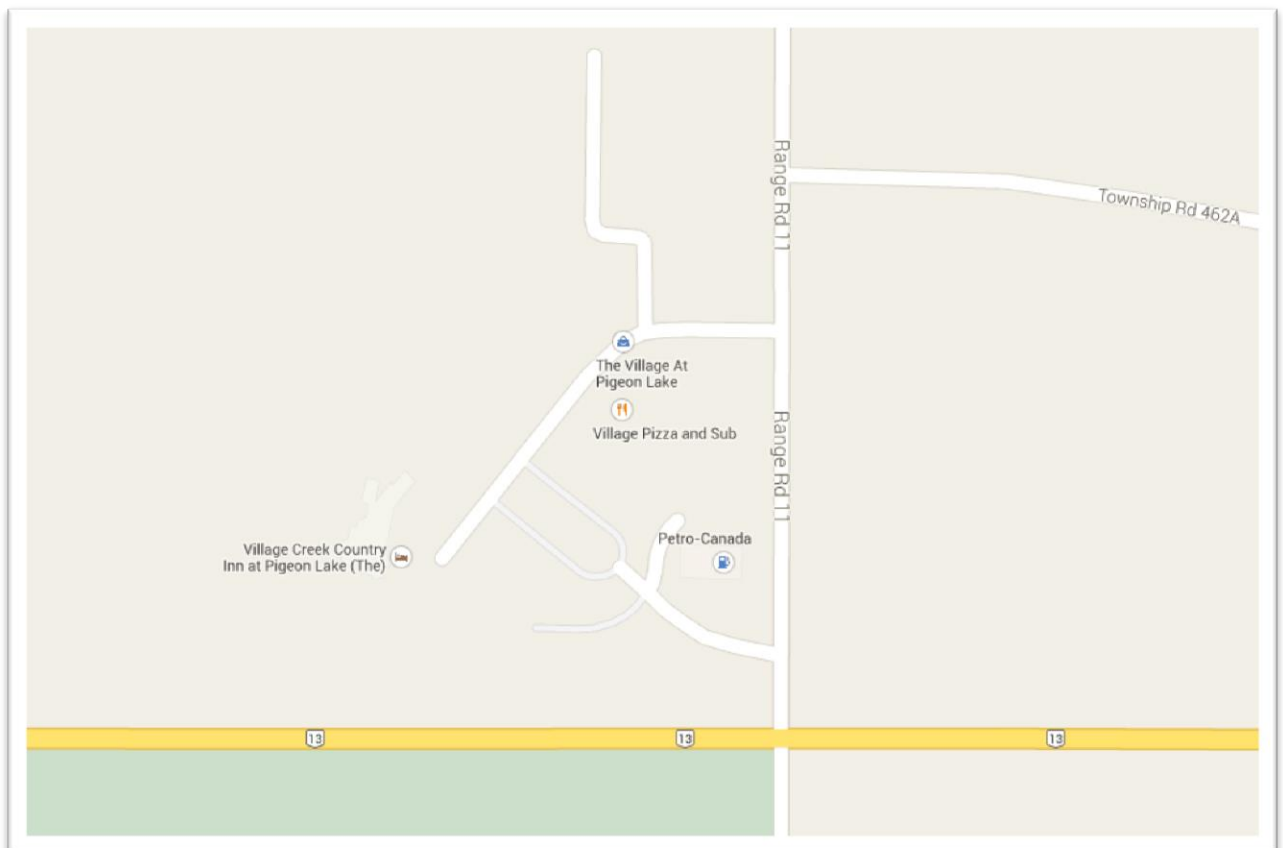 Range Rd 11
Township Rd 462A
The Village At
Pigeon Lake
Village Pizza and Sub
Range Rd 11
Petro-Canada
Village Creek Country
Inn at Pigeon Lake (The)
13
13
13